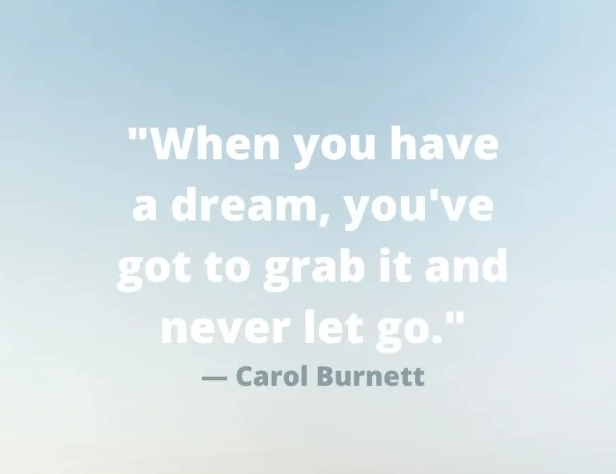 "When you have
a dream, you've
got to grab it and
never let go."
— Carol Burnett